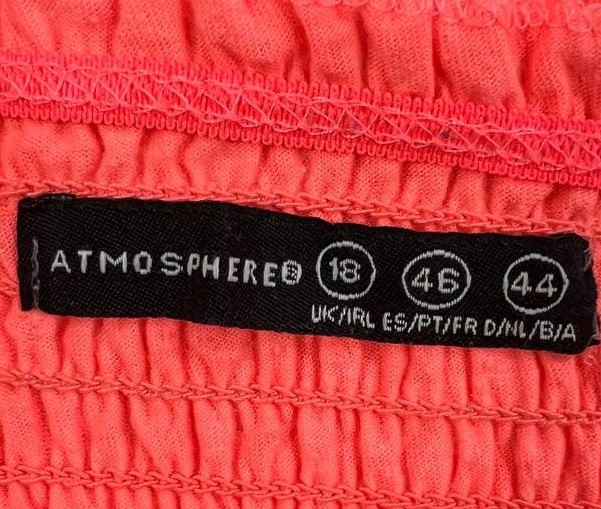 ATMOSPHERE® 18 46 44
UK/IRL ES/PT/FR D/NL/B/A